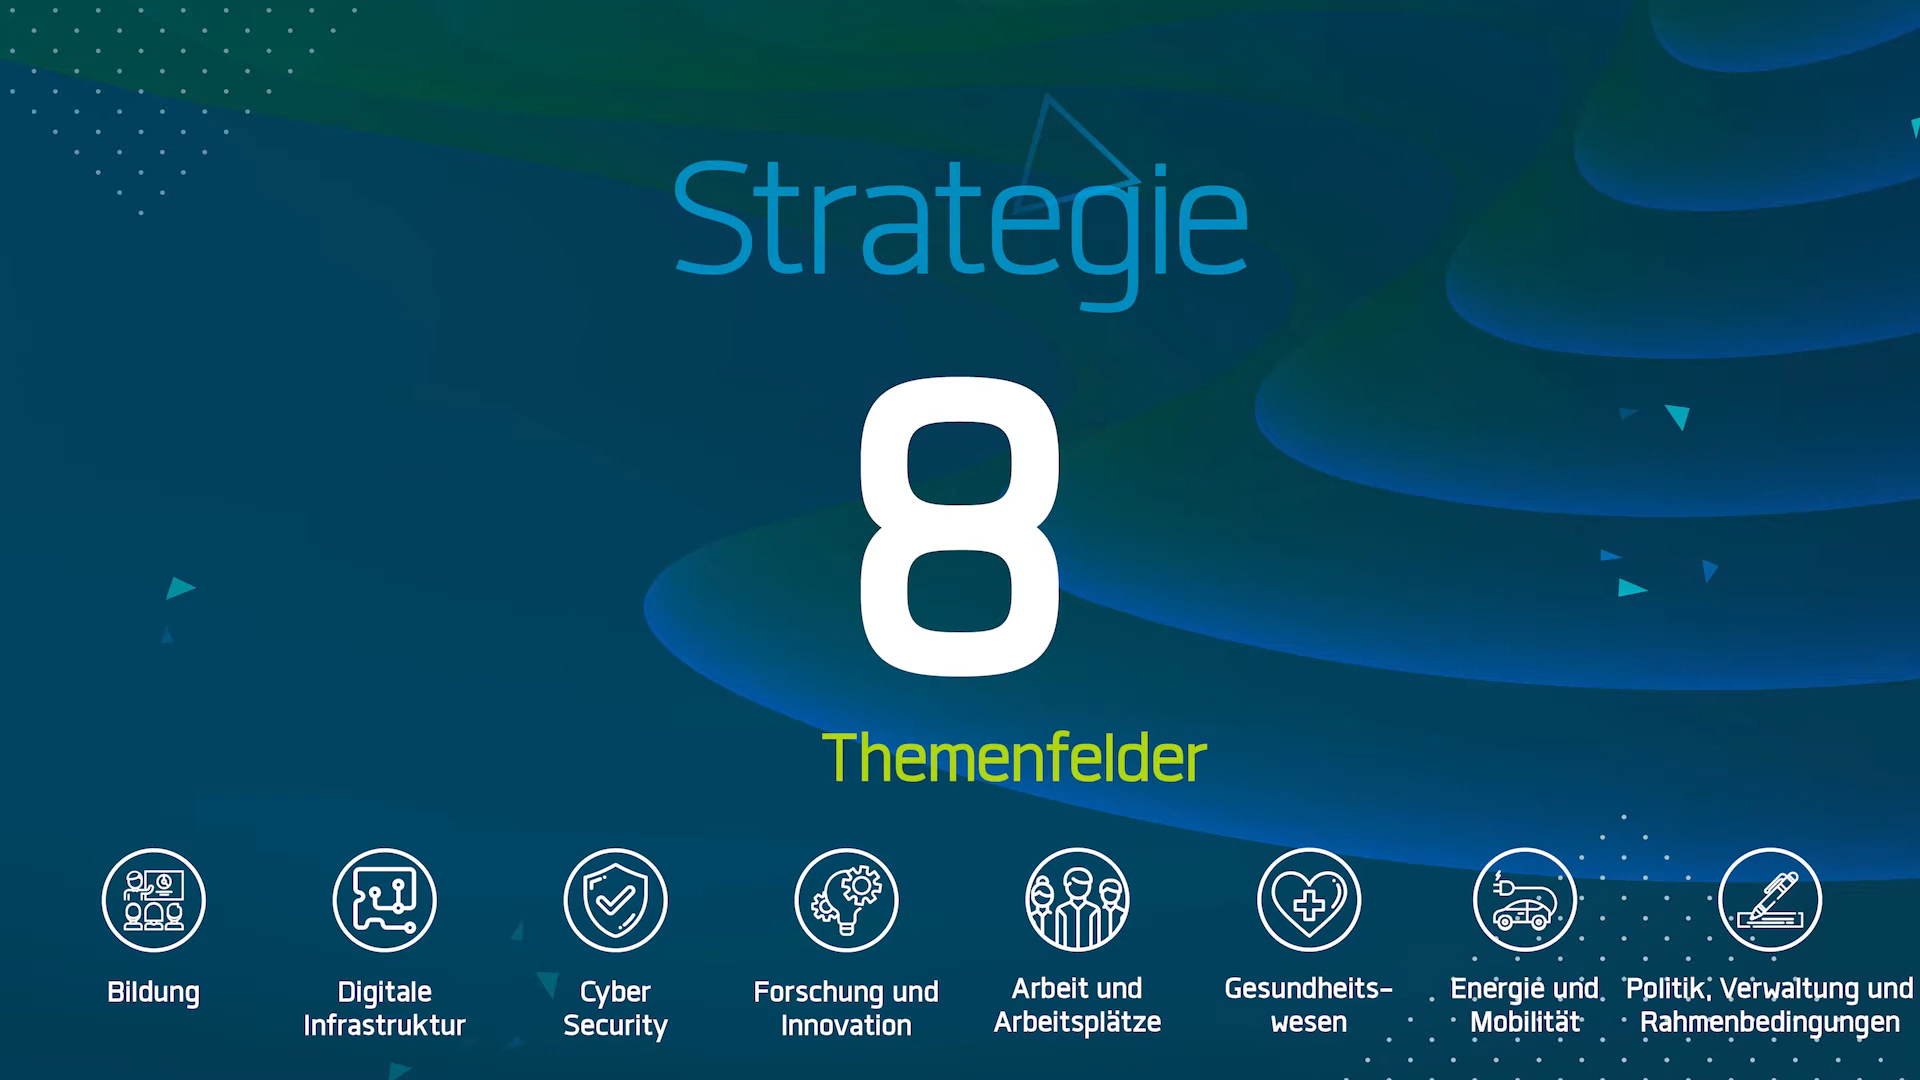 Strategie
8
Themenfelder
Bildung
Digitale
Infrastruktur
Cyber
Security
Forschung und
Innovation
Arbeit und
Arbeitsplätze
Gesundheits-
wesen
Energie und
Mobilität
Politik, Verwaltung und
Rahmenbedingungen